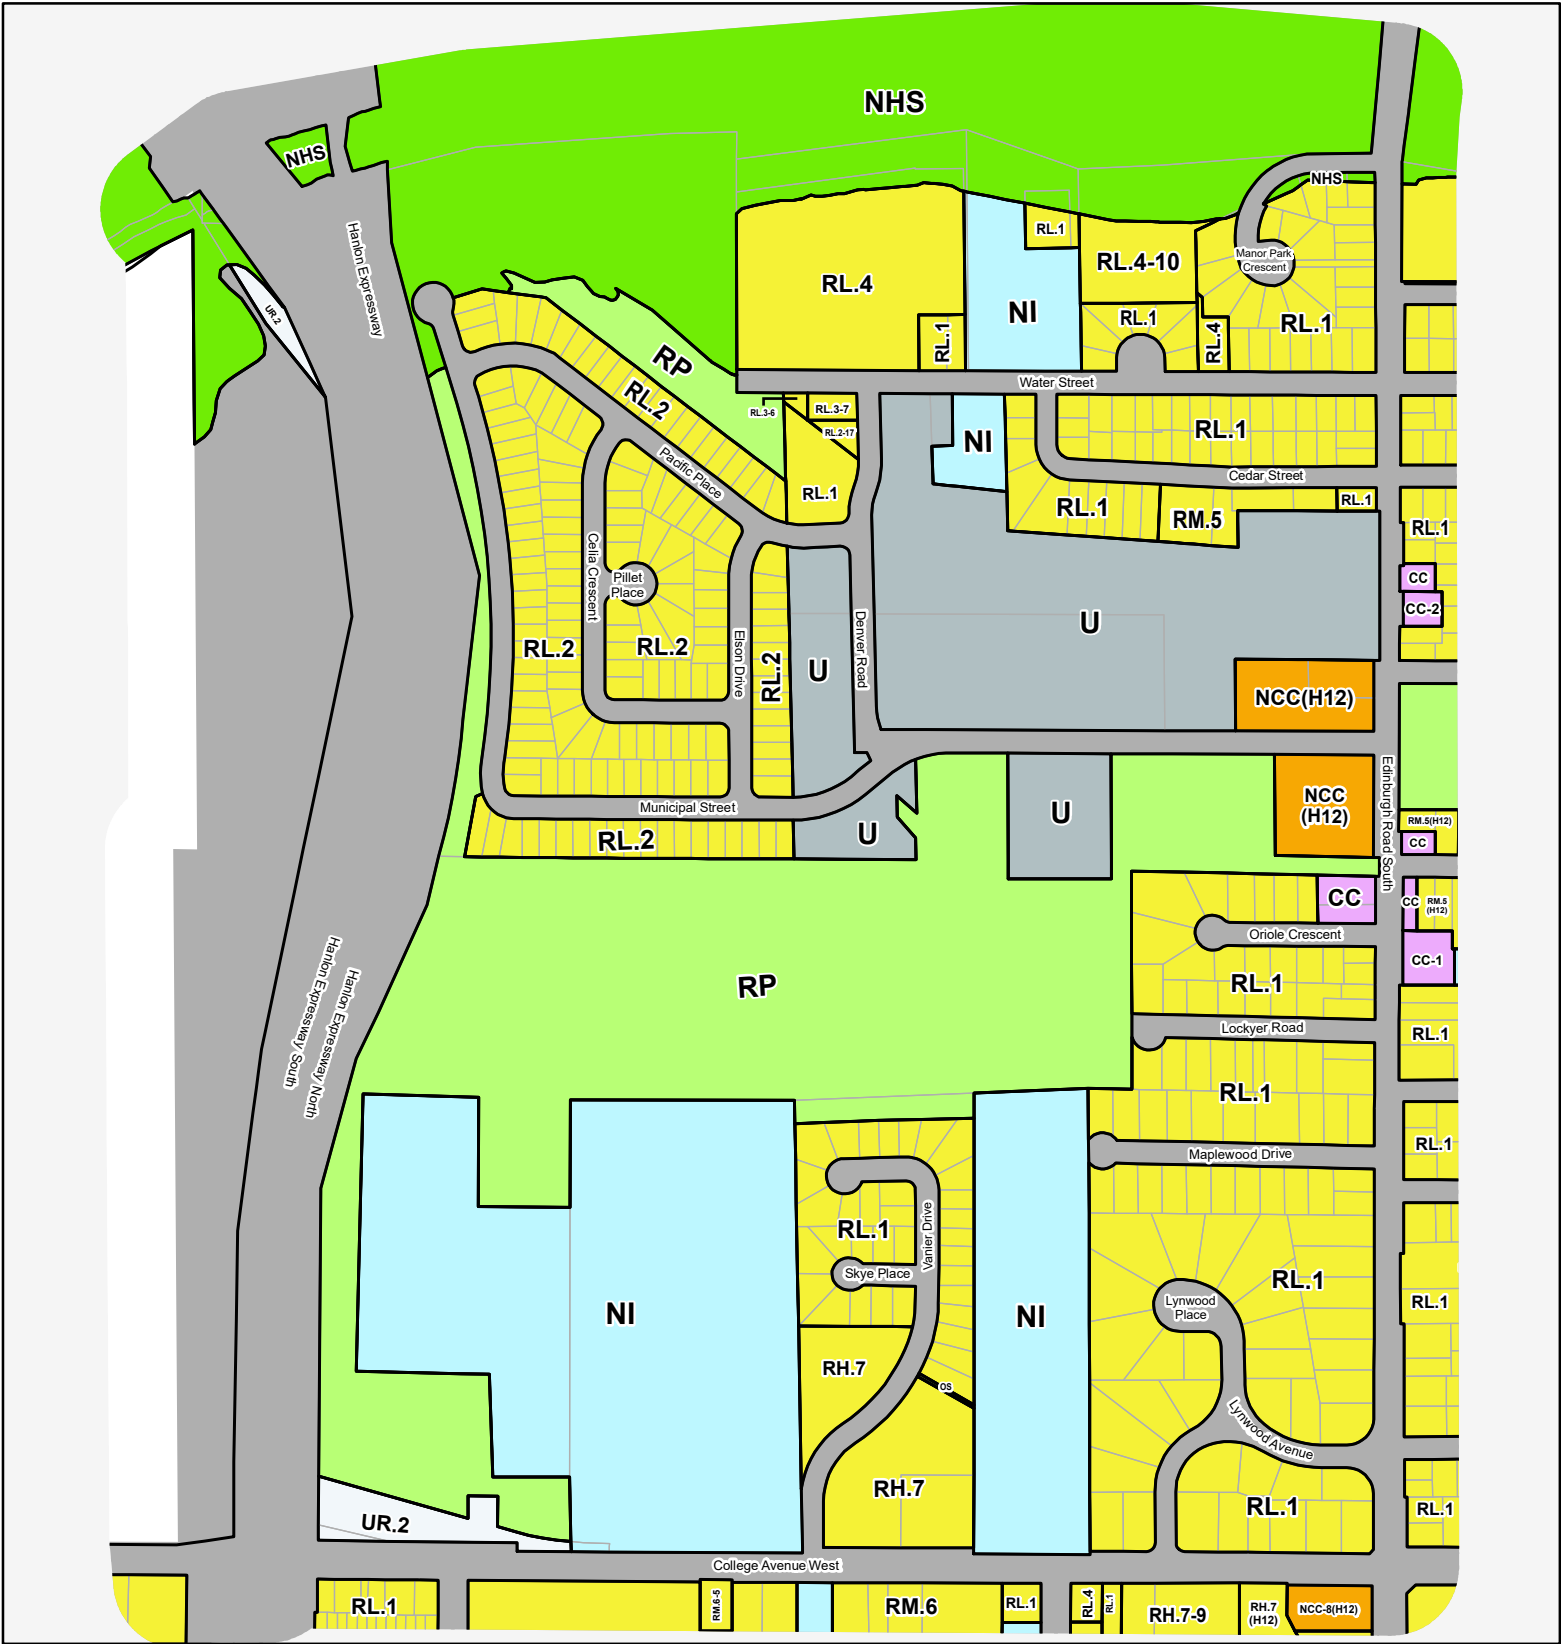 NHS
NHS
NHS
Hanlon Expressway
UR.2
RL.4
RL.1
RL.4-10
Manor Park
Crescent
NI
RL.1
RL.1
RL.1
RL.4
RP
RL.2
Water Street
RL.3-6
RL.3-7
RL.2-17
NI
RL.1
Pacific Place
Cedar Street
RL.1
RL.1
RM.5
RL.1
RL.1
Celia Crescent
Pillet
Place
CC
CC-2
RL.2
RL.2
Elson Drive
RL.2
U
Denver Road
U
NCC(H12)
Municipal Street
RL.2
U
U
NCC
(H12)
Edinburgh Road South
RM.5(H12)
CC
CC
CC
RM.5
(H12)
Oriole Crescent
RL.1
CC-1
RP
Hanlon Expressway South
Hanlon Expressway North
Lockyer Road
RL.1
RL.1
Maplewood Drive
RL.1
RL.1
Vanier Drive
Skye Place
NI
NI
RL.1
Lynwood
Place
RL.1
RH.7
OS
Lynwood Avenue
RH.7
RL.1
RL.1
UR.2
College Avenue West
RL.1
RM.6-5
RM.6
RL.1
RL.4
RL.1
RH.7-9
RH.7
(H12)
NCC-8(H12)